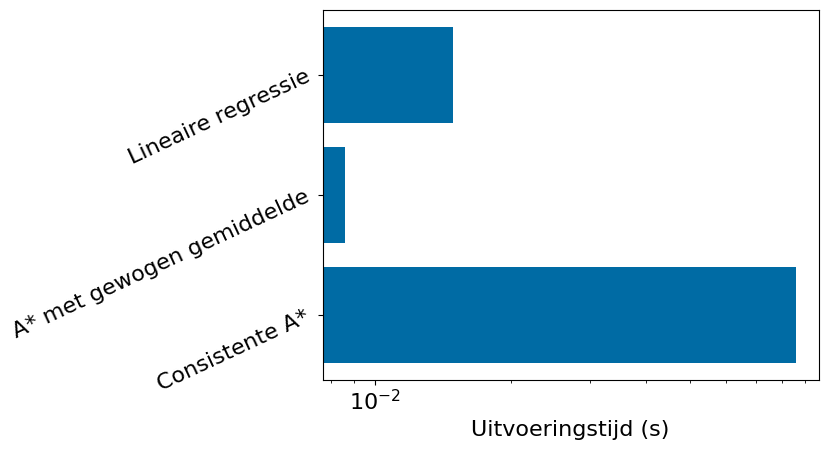 Lineaire regressie
A* met gewogen gemiddelde
Consistente A*
10⁻²
Uitvoeringstijd (s)